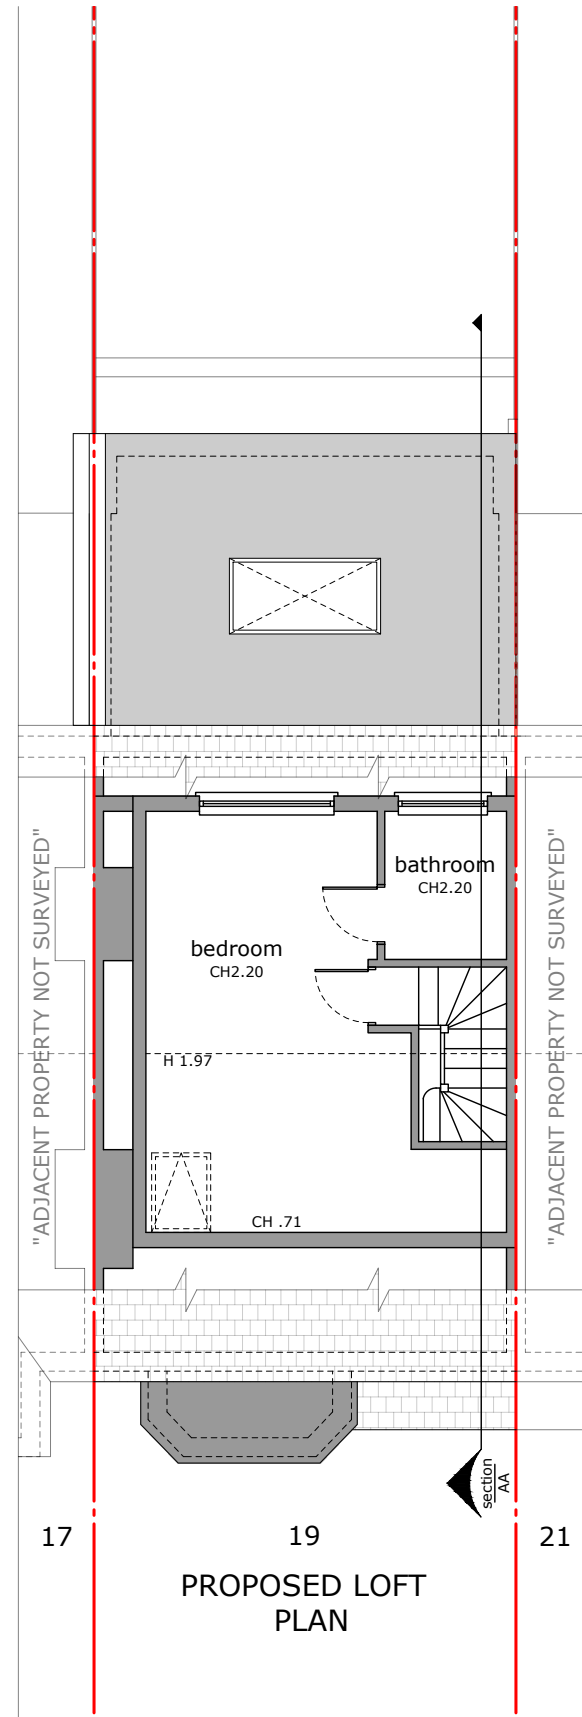 bathroom
CH2.20
bedroom
CH2.20
"ADJACENT PROPERTY NOT SURVEYED"
"ADJACENT PROPERTY NOT SURVEYED"
H 1.97
CH .71
section
AA
17
19
21
PROPOSED LOFT
PLAN